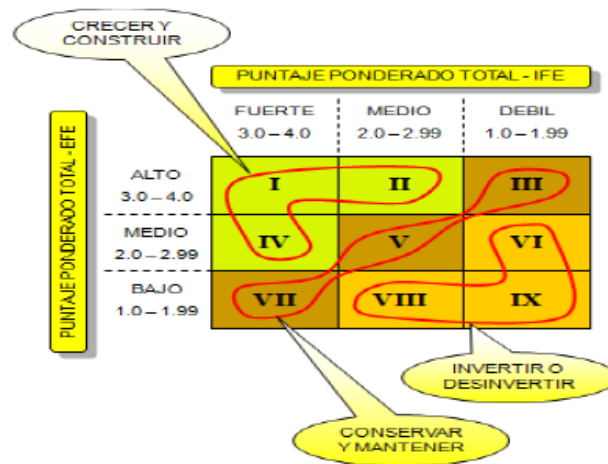 CRECER Y
CONSTRUIR
PUNTAJE PONDERADO TOTAL - IFE
FUERTE MEDIO DEBIL
3.0 – 4.0 2.0 – 2.99 1.0 – 1.99
PUNTAJE PONDERADO TOTAL - EFE
ALTO
3.0 – 4.0
I II III
MEDIO
2.0 – 2.99
IV V VI
BAJO
1.0 – 1.99
VII VIII IX
INVERTIR O
DESINVERTIR
CONSERVAR
Y MANTENER